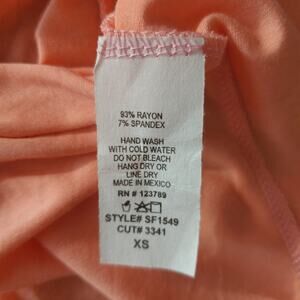 93% RAYON
7% SPANDEX
HAND WASH
WITH COLD WATER
DO NOT BLEACH
HANG DRY OR
LINE DRY
MADE IN MEXICO
RN # 123789
STYLE# SF1549
CUT# 3341
XS